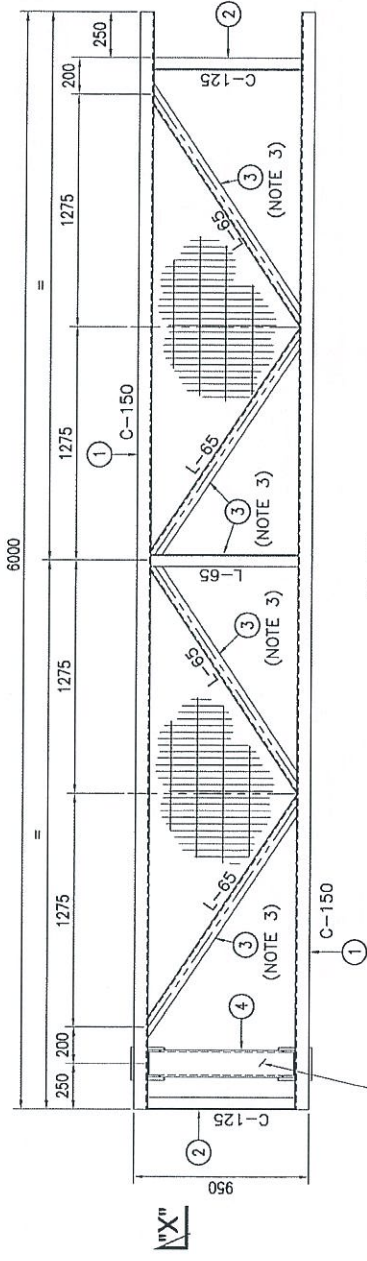 6000
=
=
250
200
1275
1275
1275
1275
200
250
1
C-150
2
C-125
950
"X"
4
3
(NOTE 3)
L-65
L-65
3
(NOTE 3)
L-65
3
(NOTE 3)
L-65
L-65
3
(NOTE 3)
C-125
2
C-150
1